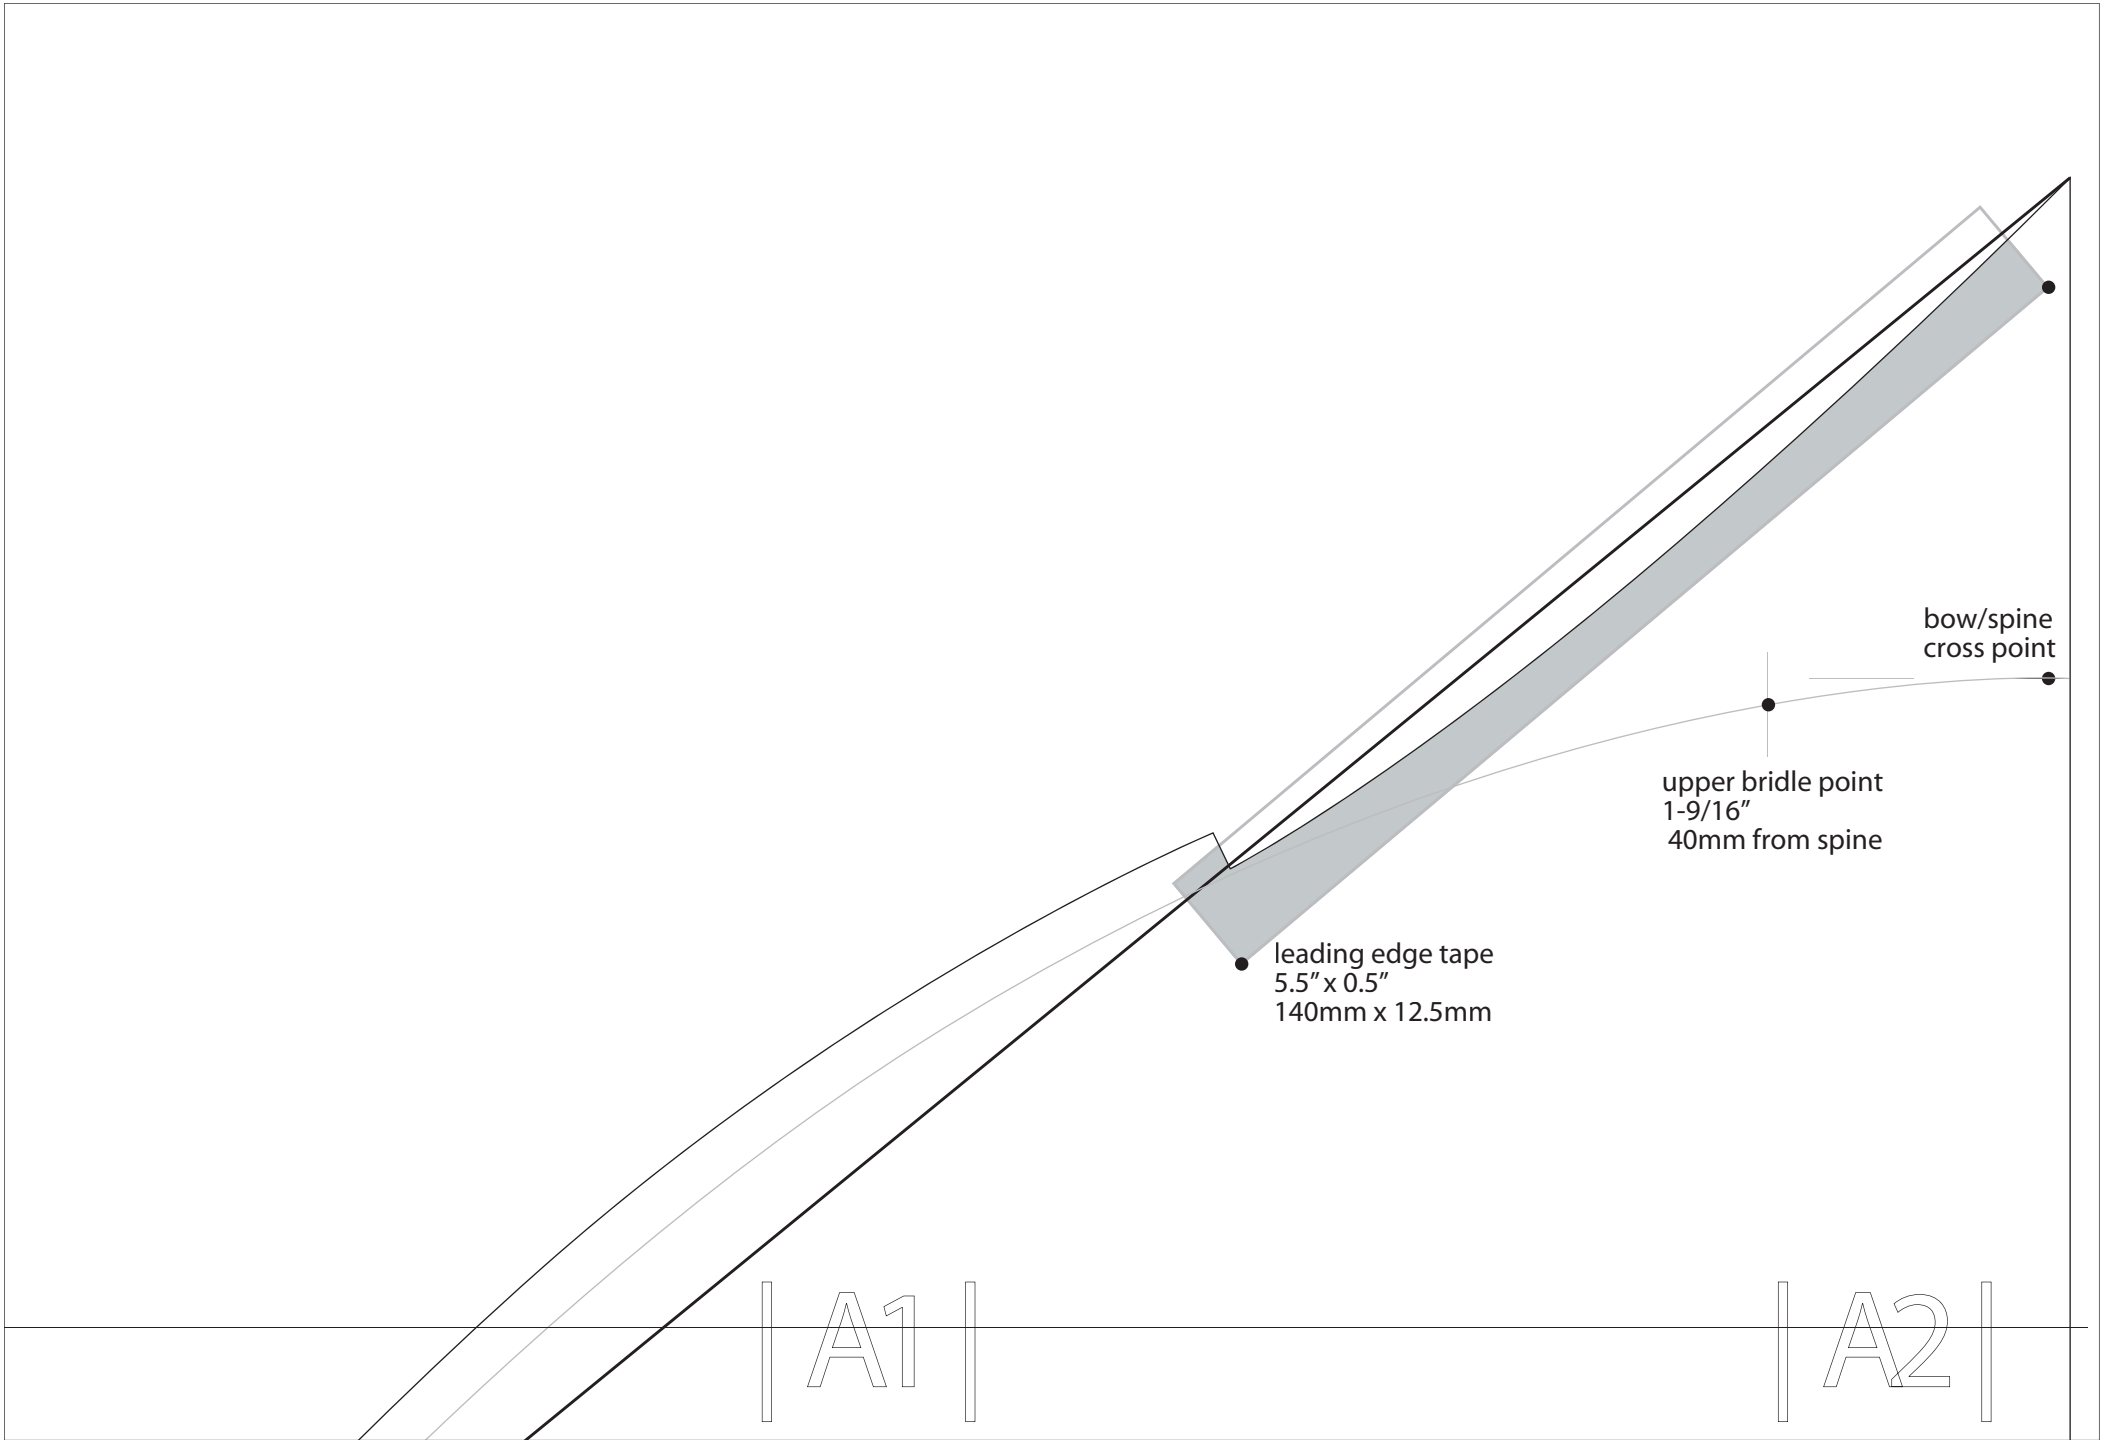 bow/spine
cross point
upper bridle point
1-9/16”
40mm from spine
leading edge tape
5.5” x 0.5”
140mm x 12.5mm
| A1 | | A2 |